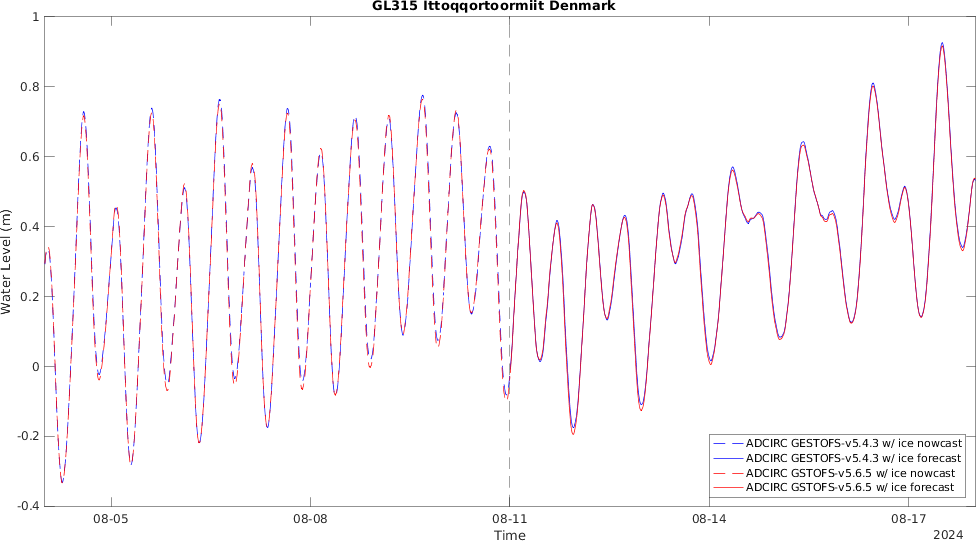 GL315 Ittoqqortoormiit Denmark
Water Level (m)
1
0.8
0.6
0.4
0.2
0
-0.2
-0.4
08-05 08-08 08-11 08-14 08-17
Time
2024
ADCIRC GESTOFS-v5.4.3 w/ ice nowcast
ADCIRC GESTOFS-v5.4.3 w/ ice forecast
ADCIRC GSTOFS-v5.6.5 w/ ice nowcast
ADCIRC GSTOFS-v5.6.5 w/ ice forecast